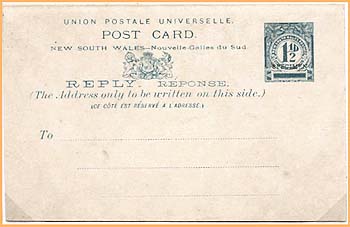 UNION POSTALE UNIVERSELLE.
POST CARD.
NEW SOUTH WALES—Nouvelle-Galles du Sud.
1½D
REPLY. REPONSE.
(The Address only to be written on this side.)
(CE CÔTÉ EST RÉSERVÉ A L'ADRESSE.)
To